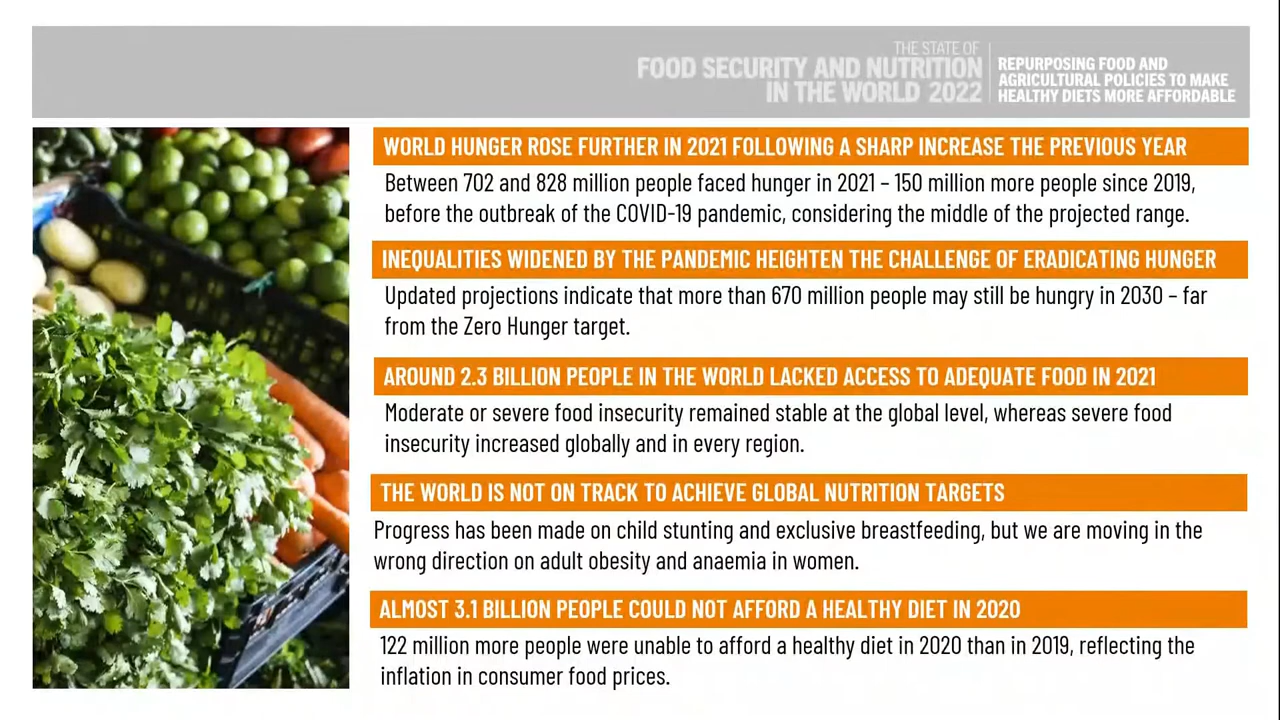 THE STATE OF
FOOD SECURITY AND NUTRITION
IN THE WORLD 2022
REPURPOSING FOOD AND
AGRICULTURAL POLICIES TO MAKE
HEALTHY DIETS MORE AFFORDABLE
WORLD HUNGER ROSE FURTHER IN 2021 FOLLOWING A SHARP INCREASE THE PREVIOUS YEAR
Between 702 and 828 million people faced hunger in 2021 – 150 million more people since 2019,
before the outbreak of the COVID-19 pandemic, considering the middle of the projected range.
INEQUALITIES WIDENED BY THE PANDEMIC HEIGHTEN THE CHALLENGE OF ERADICATING HUNGER
Updated projections indicate that more than 670 million people may still be hungry in 2030 – far
from the Zero Hunger target.
AROUND 2.3 BILLION PEOPLE IN THE WORLD LACKED ACCESS TO ADEQUATE FOOD IN 2021
Moderate or severe food insecurity remained stable at the global level, whereas severe food
insecurity increased globally and in every region.
THE WORLD IS NOT ON TRACK TO ACHIEVE GLOBAL NUTRITION TARGETS
Progress has been made on child stunting and exclusive breastfeeding, but we are moving in the
wrong direction on adult obesity and anaemia in women.
ALMOST 3.1 BILLION PEOPLE COULD NOT AFFORD A HEALTHY DIET IN 2020
122 million more people were unable to afford a healthy diet in 2020 than in 2019, reflecting the
inflation in consumer food prices.